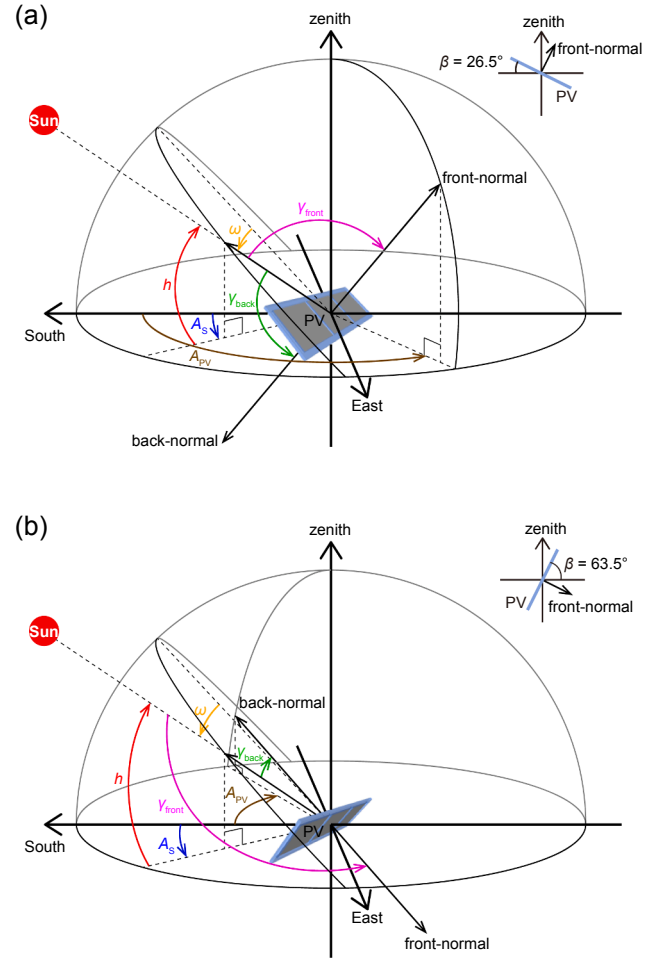 (a)
zenith
zenith
front-normal
β = 26.5°
PV
Sun
front-normal
γfront
ω
h
γback
PV
South
AS
APV
East
back-normal
(b)
zenith
zenith
β = 63.5°
PV
front-normal
Sun
back-normal
ω
γback
h
γfront
APV
PV
South
AS
East
front-normal